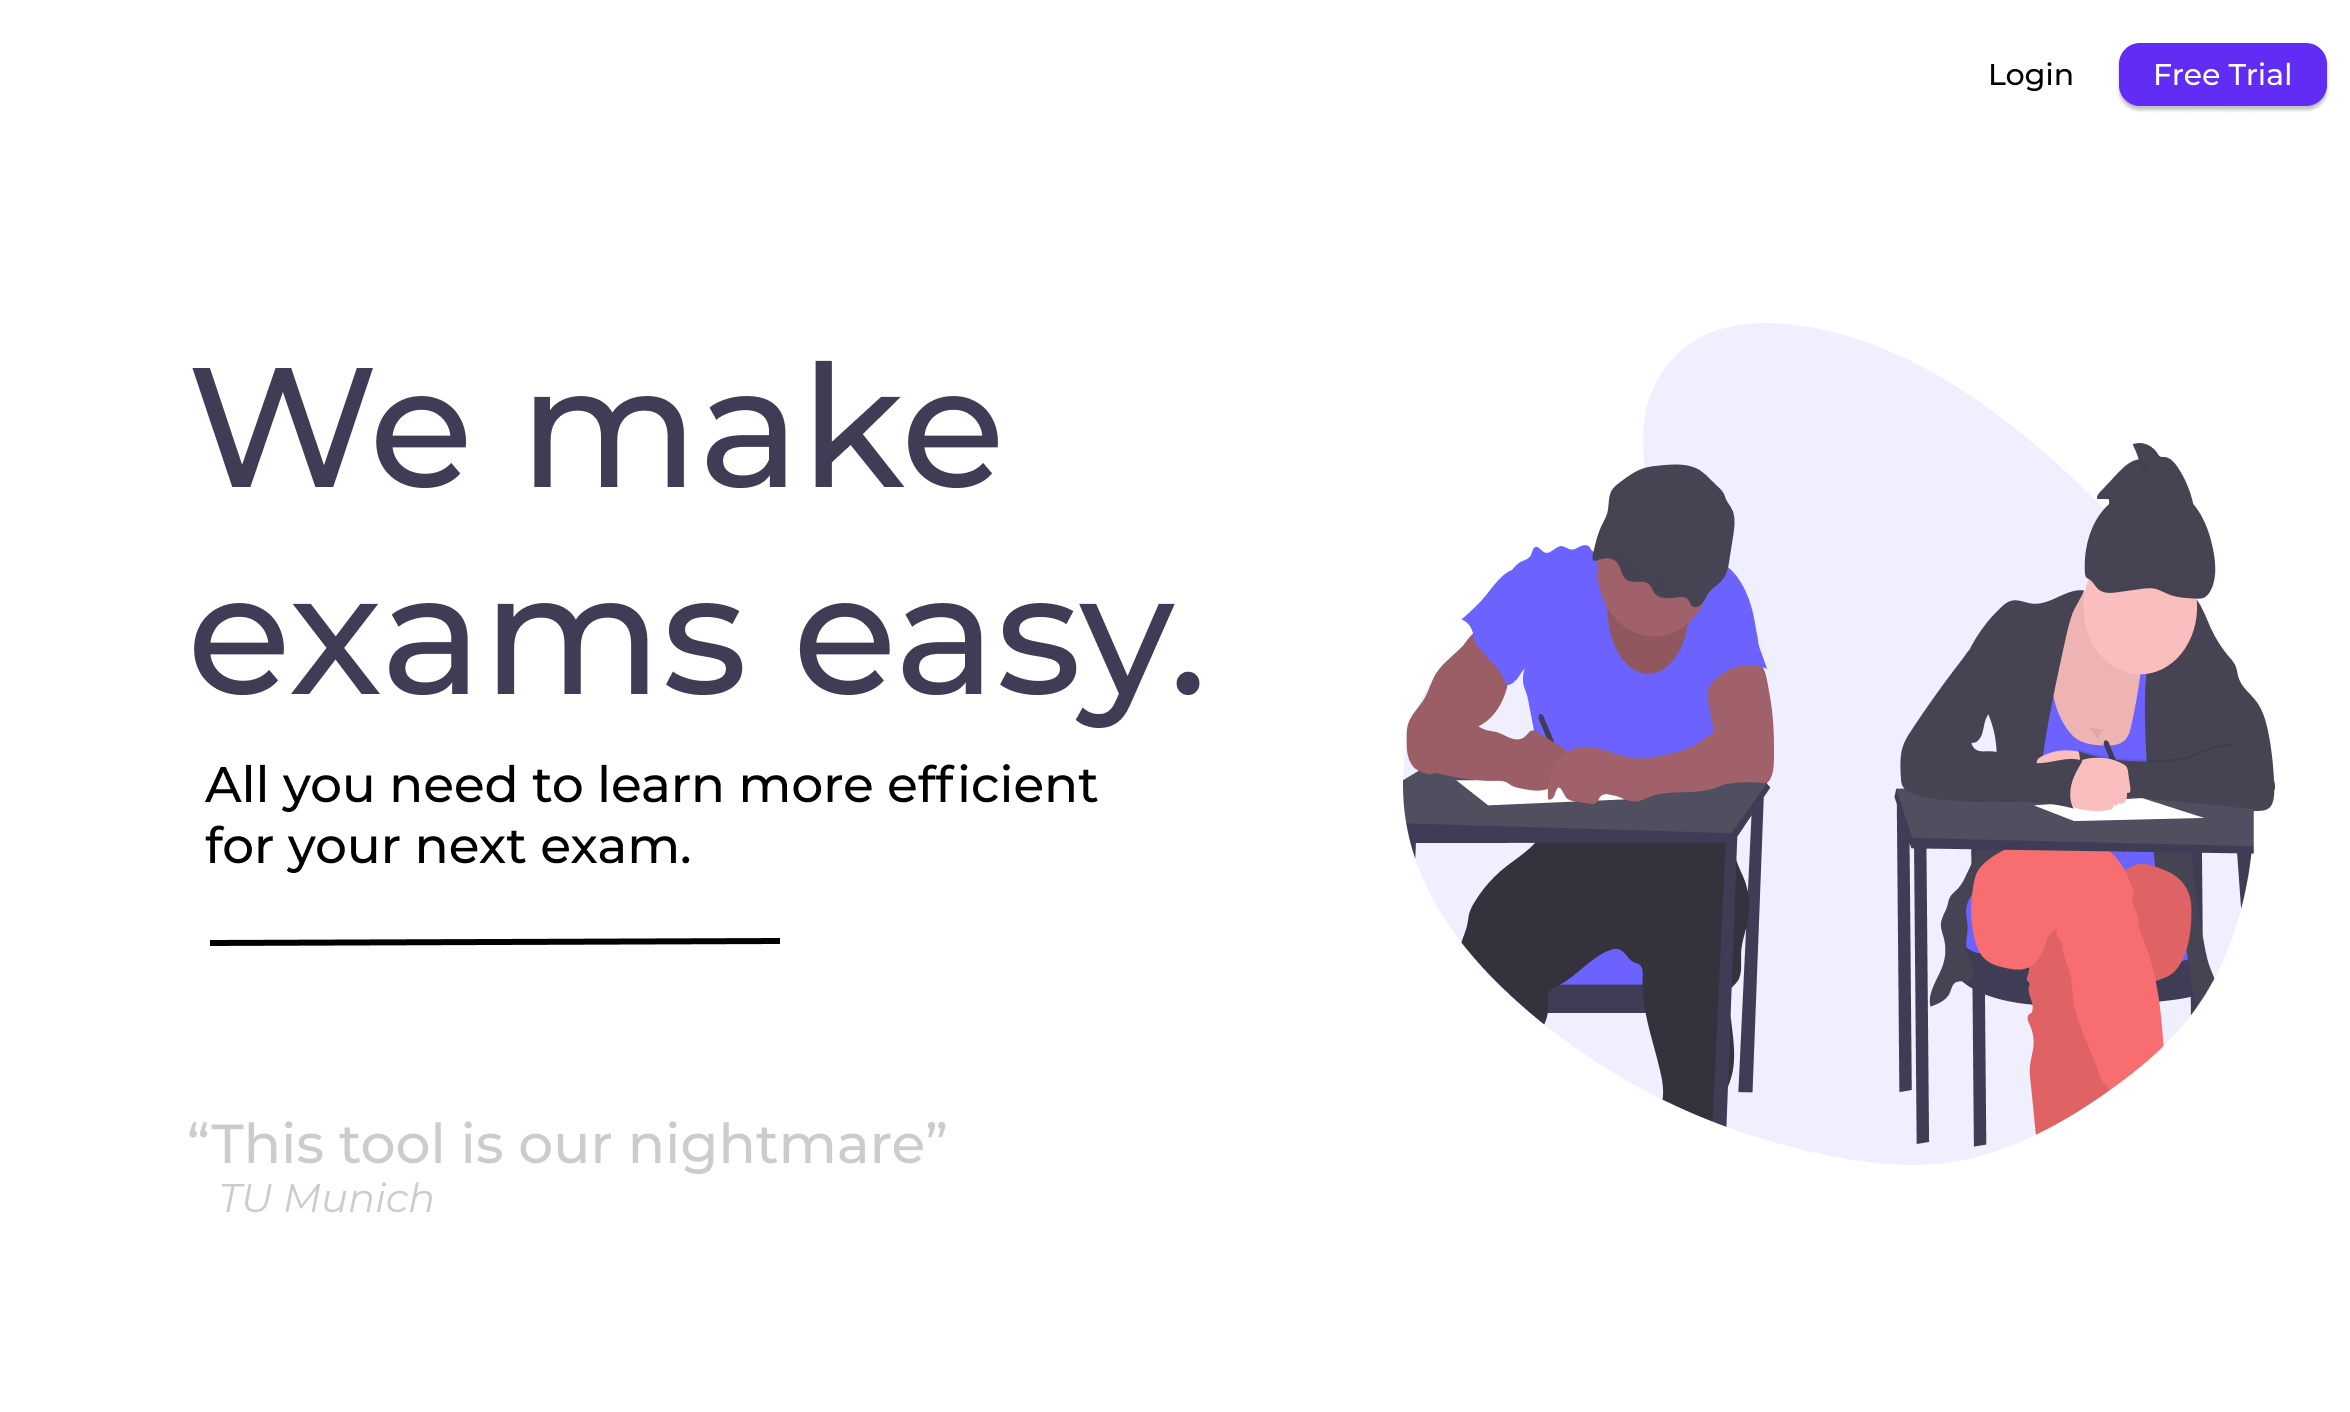 Login
Free Trial
We make
exams easy.
All you need to learn more efficient
for your next exam.
“This tool is our nightmare”
TU Munich